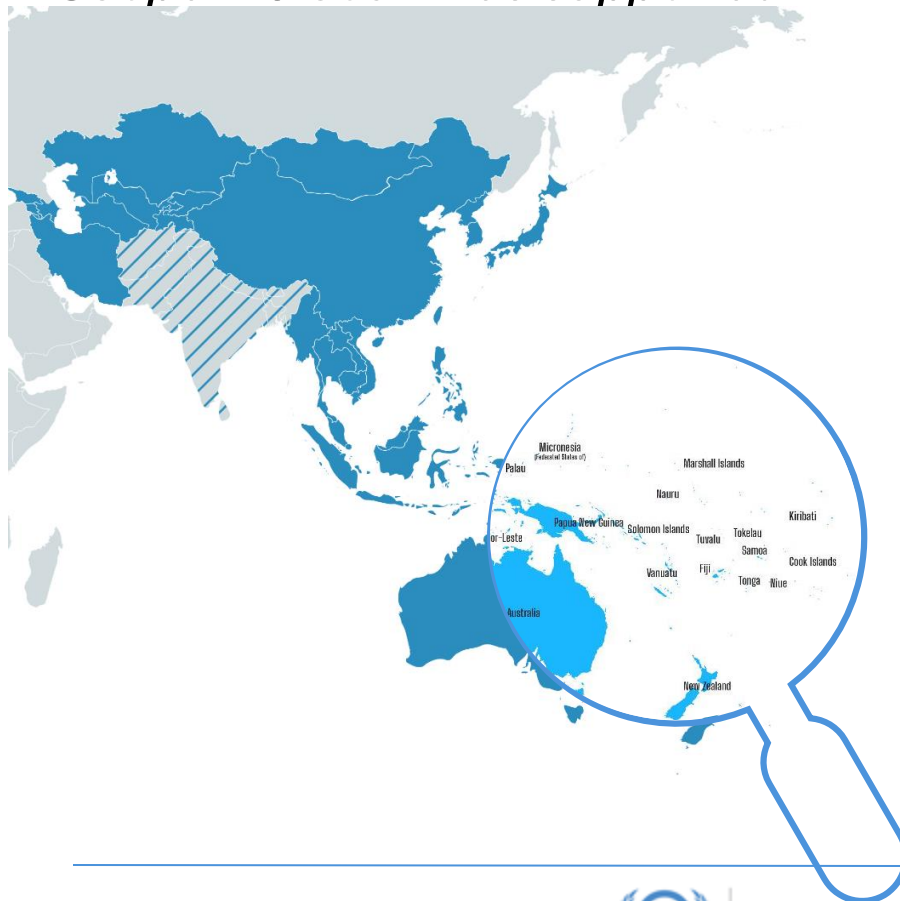 Micronesia
(Federated States of)
Palau
Marshall Islands
Nauru
Kiribati
Papua New Guinea
Solomon Islands
or-Leste
Tuvalu
Tokelau
Samoa
Cook Islands
Vanuatu
Fiji
Tonga
Niue
Australia
New Zealand